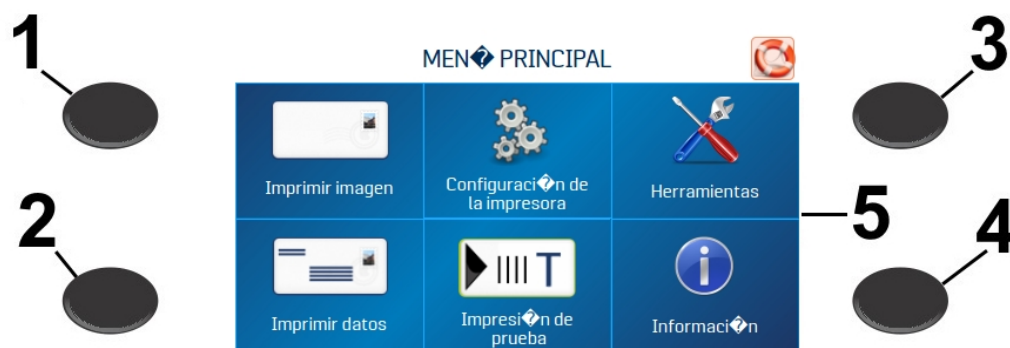 1
3
MEN� PRINCIPAL
Imprimir imagen
Configuraci�n de
la impresora
Herramientas
2
5
4
Imprimir datos
T
Impresi�n de
prueba
i
Informaci�n